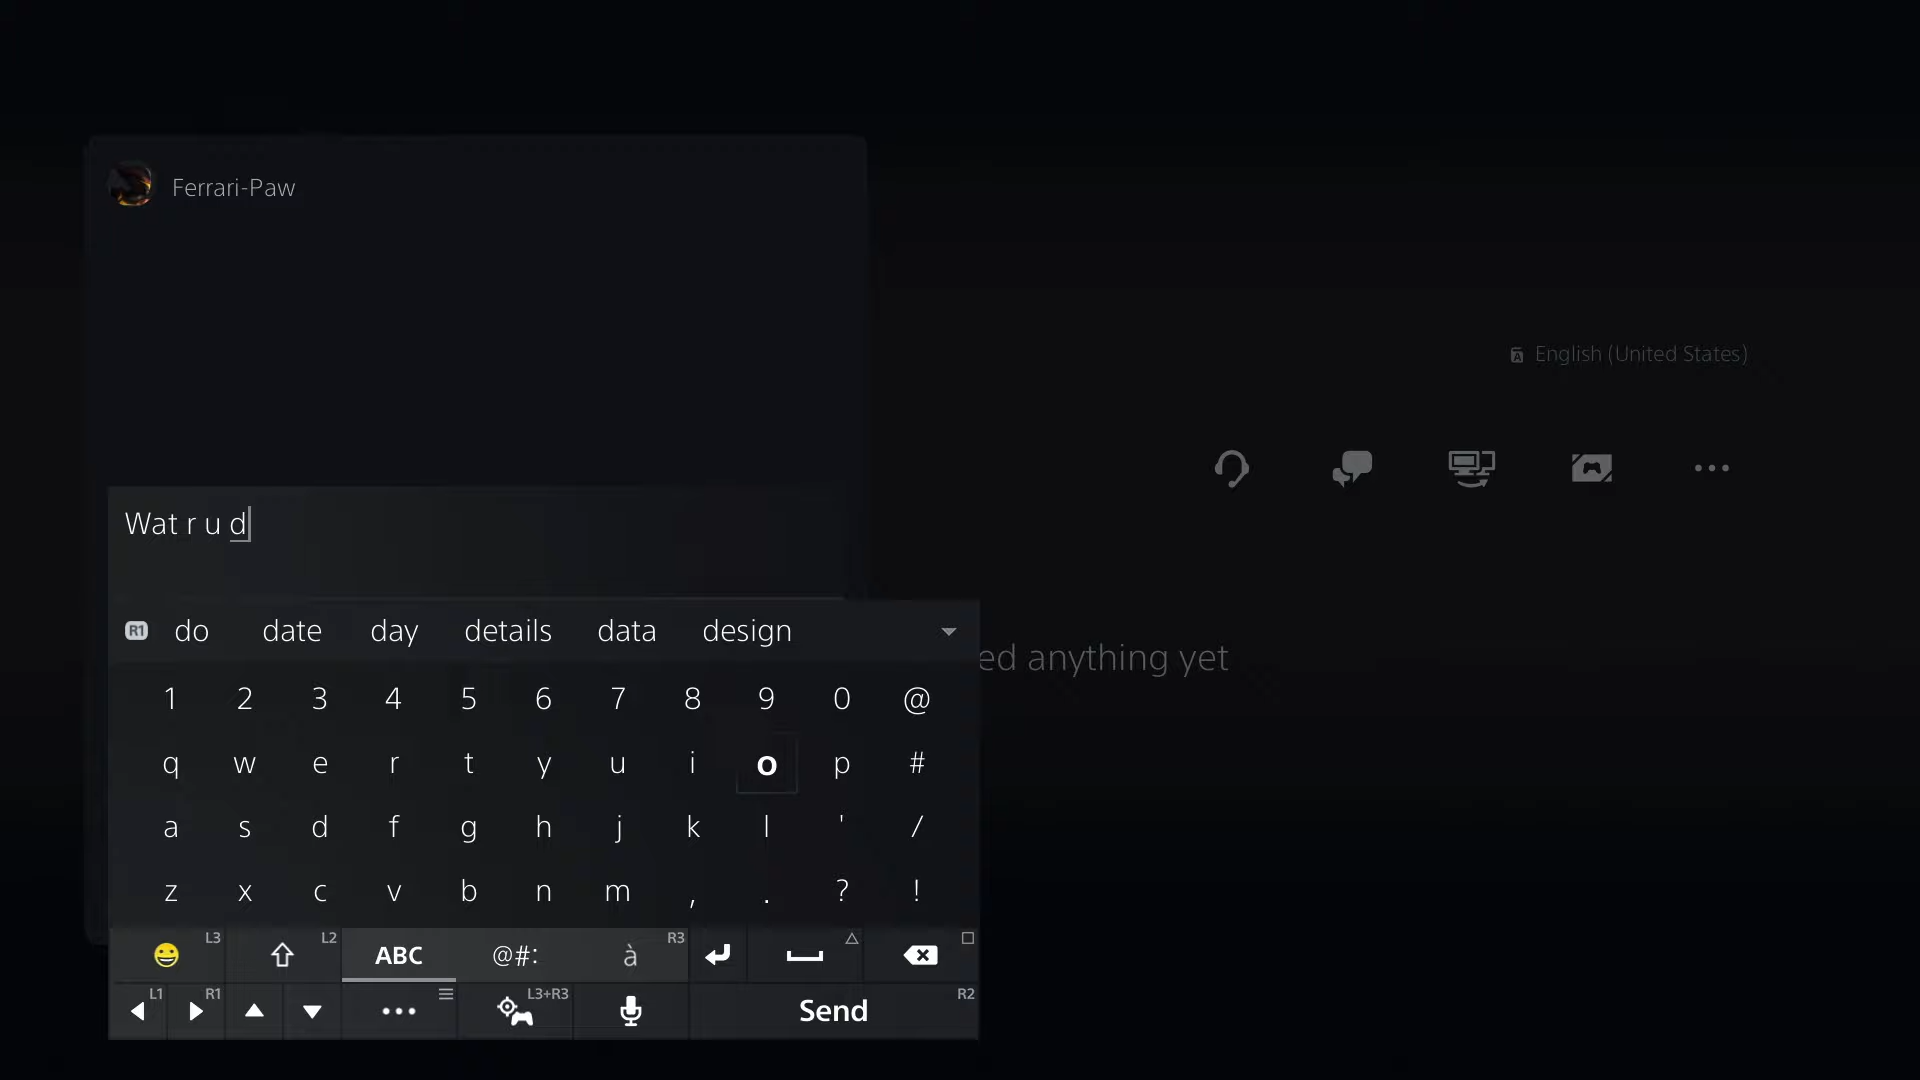 Ferrari-Paw
English (United States)
Wat r u d
R1 do date day details data design
ed anything yet
1 2 3 4 5 6 7 8 9 0 @
q w e r t y u i o p #
a s d f g h j k l ' /
z x c v b n m , . ? !
L3 L2 ABC @#: à R3
L1 R1 L3+R3 Send R2